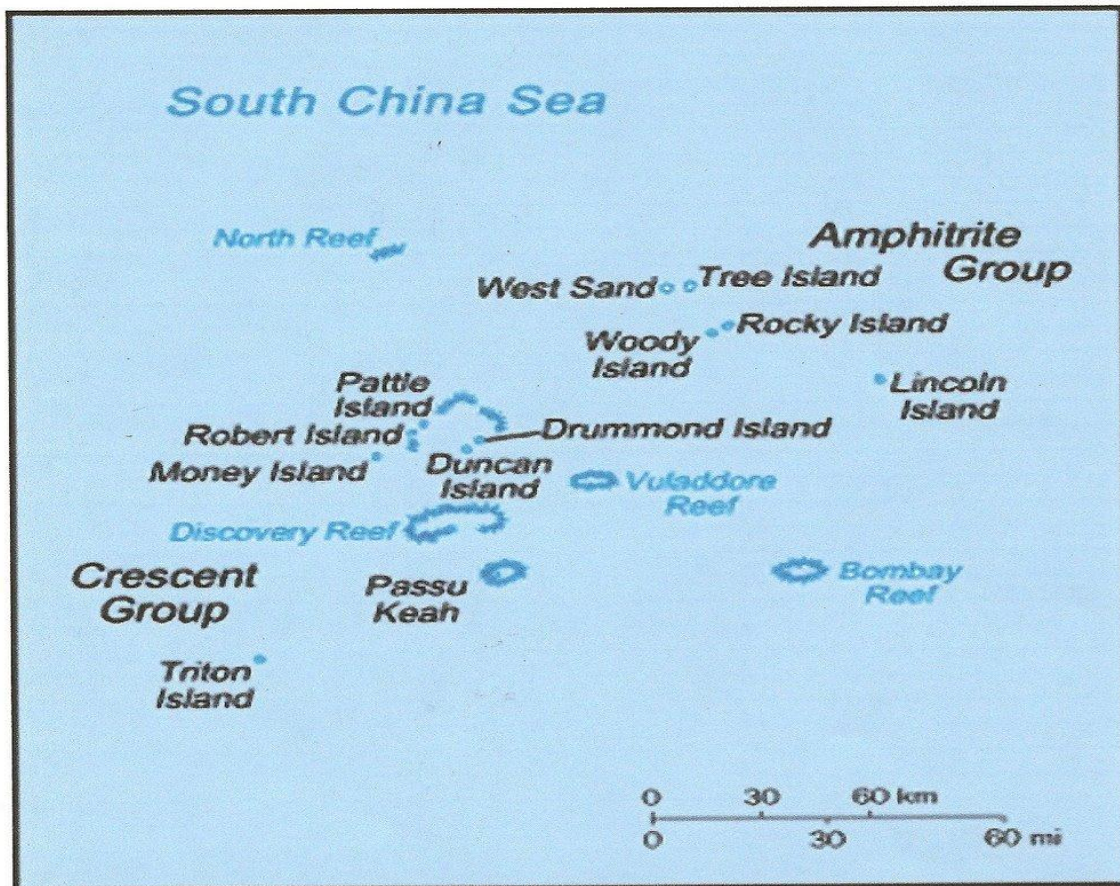 South China Sea
North Reef
Amphitrite
Group
West Sand
Tree Island
Rocky Island
Woody
Island
Lincoln
Island
Pattle
Island
Robert Island
Drummond Island
Money Island
Duncan
Island
Vuladdore
Reef
Discovery Reef
Crescent
Group
Passu
Keah
Bombay
Reef
Triton
Island
0 30 60 km
0 30 60 mi